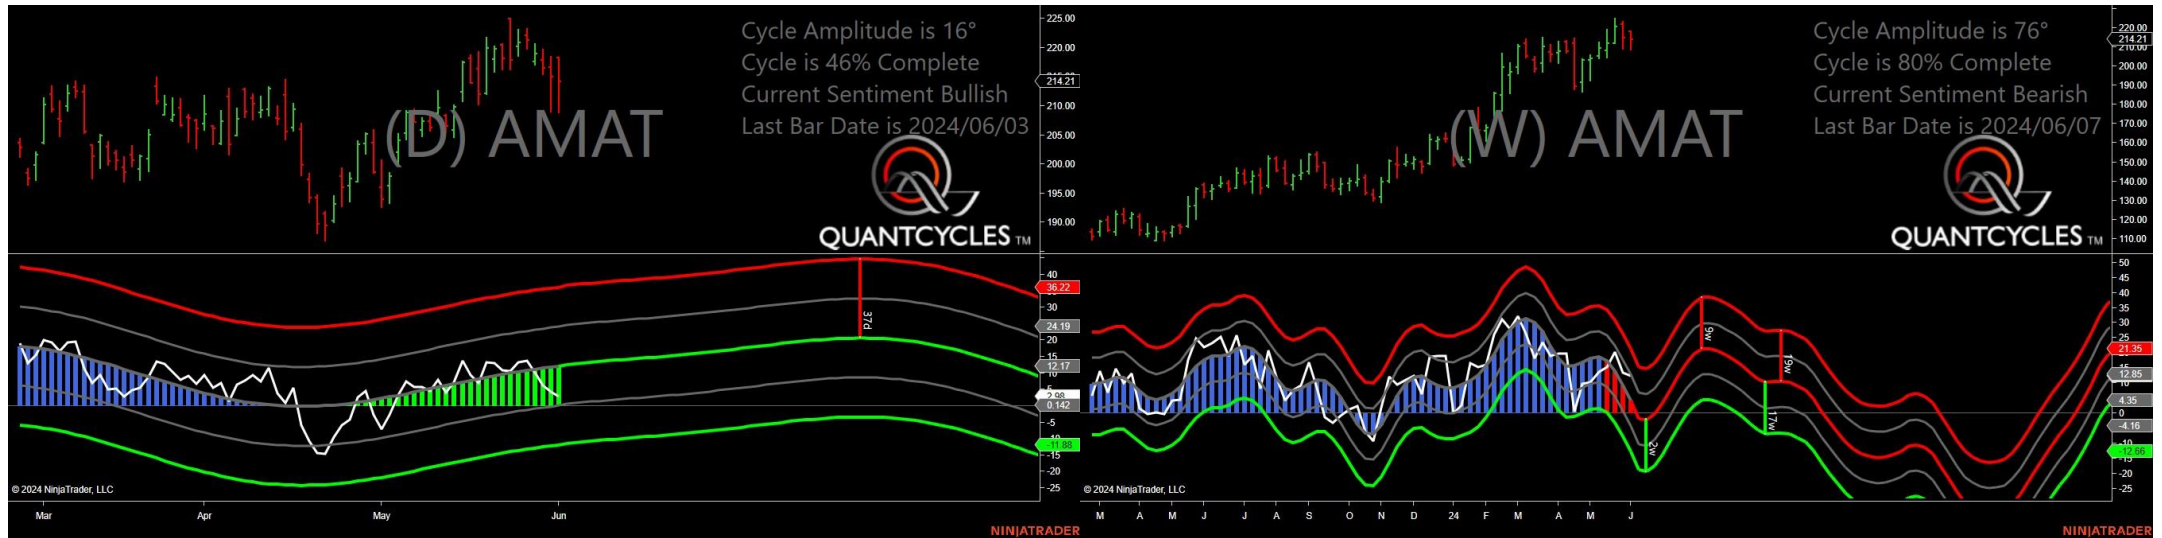 Cycle Amplitude is 16°
Cycle is 46% Complete
Current Sentiment Bullish
Last Bar Date is 2024/06/03
(D) AMAT
QUANTCYCLES TM
225.00
220.00
214.21
210.00
205.00
200.00
195.00
190.00
40
36.22
30
24.19
20
15
12.17
2.98
0.142
-5
-11.88
-15
-20
-25
37d
© 2024 NinjaTrader, LLC
Mar Apr May Jun
NINJATRADER
Cycle Amplitude is 76°
Cycle is 80% Complete
Current Sentiment Bearish
Last Bar Date is 2024/06/07
(W) AMAT
QUANTCYCLES TM
220.00
214.21
200.00
190.00
180.00
170.00
160.00
150.00
140.00
130.00
120.00
110.00
50
45
40
35
30
25
21.35
12.85
4.35
0
-4.16
-12.66
-20
-25
9w
19w
17w
2w
© 2024 NinjaTrader, LLC
M A M J J A S O N D 24 F M A M J
NINJATRADER